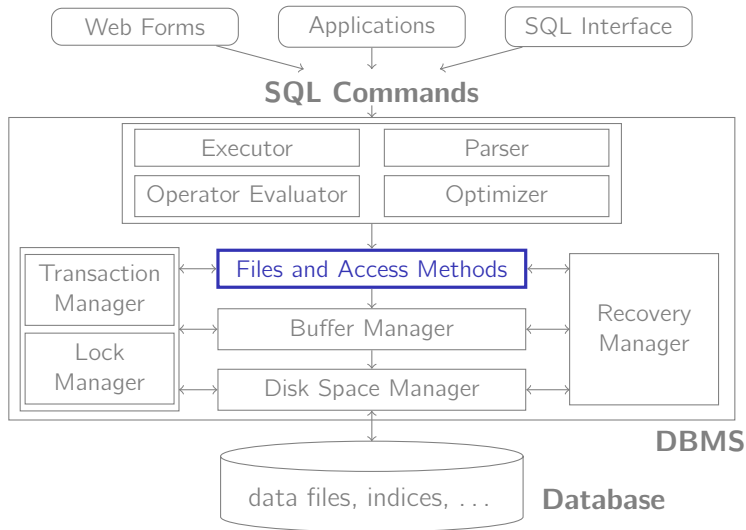 Web Forms
Applications
SQL Interface
SQL Commands
Executor
Parser
Operator Evaluator
Optimizer
Transaction
Manager
Lock
Manager
Files and Access Methods
Buffer Manager
Disk Space Manager
Recovery
Manager
DBMS
data files, indices, . . .
Database